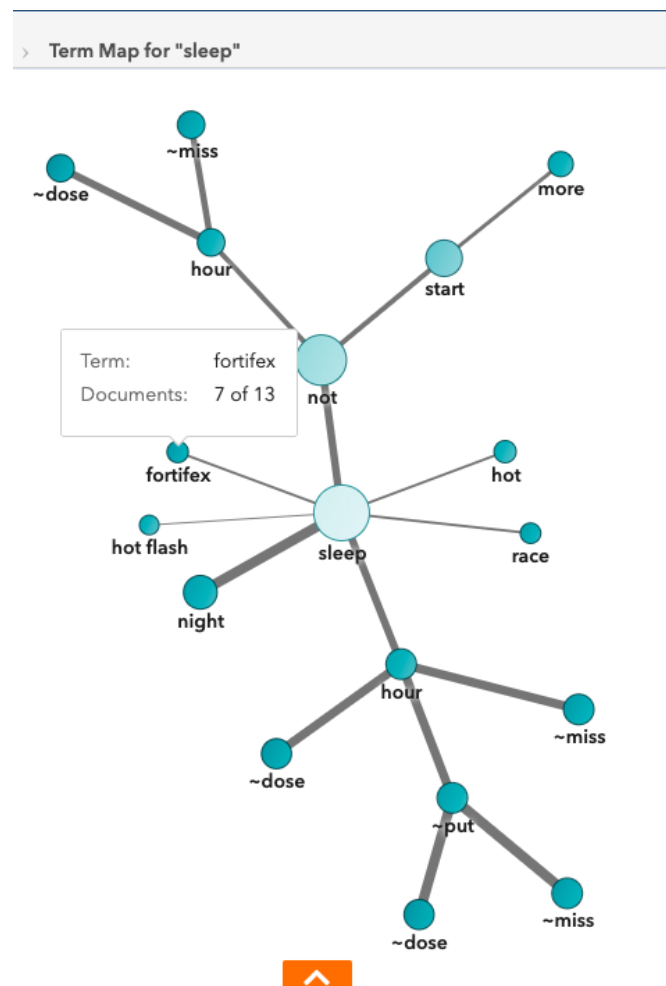 Term Map for "sleep"
~miss
~dose
more
hour
start
Term: fortifex
Documents: 7 of 13
not
fortifex
hot
hot flash
sleep
race
night
hour
~miss
~dose
~put
~miss
~dose